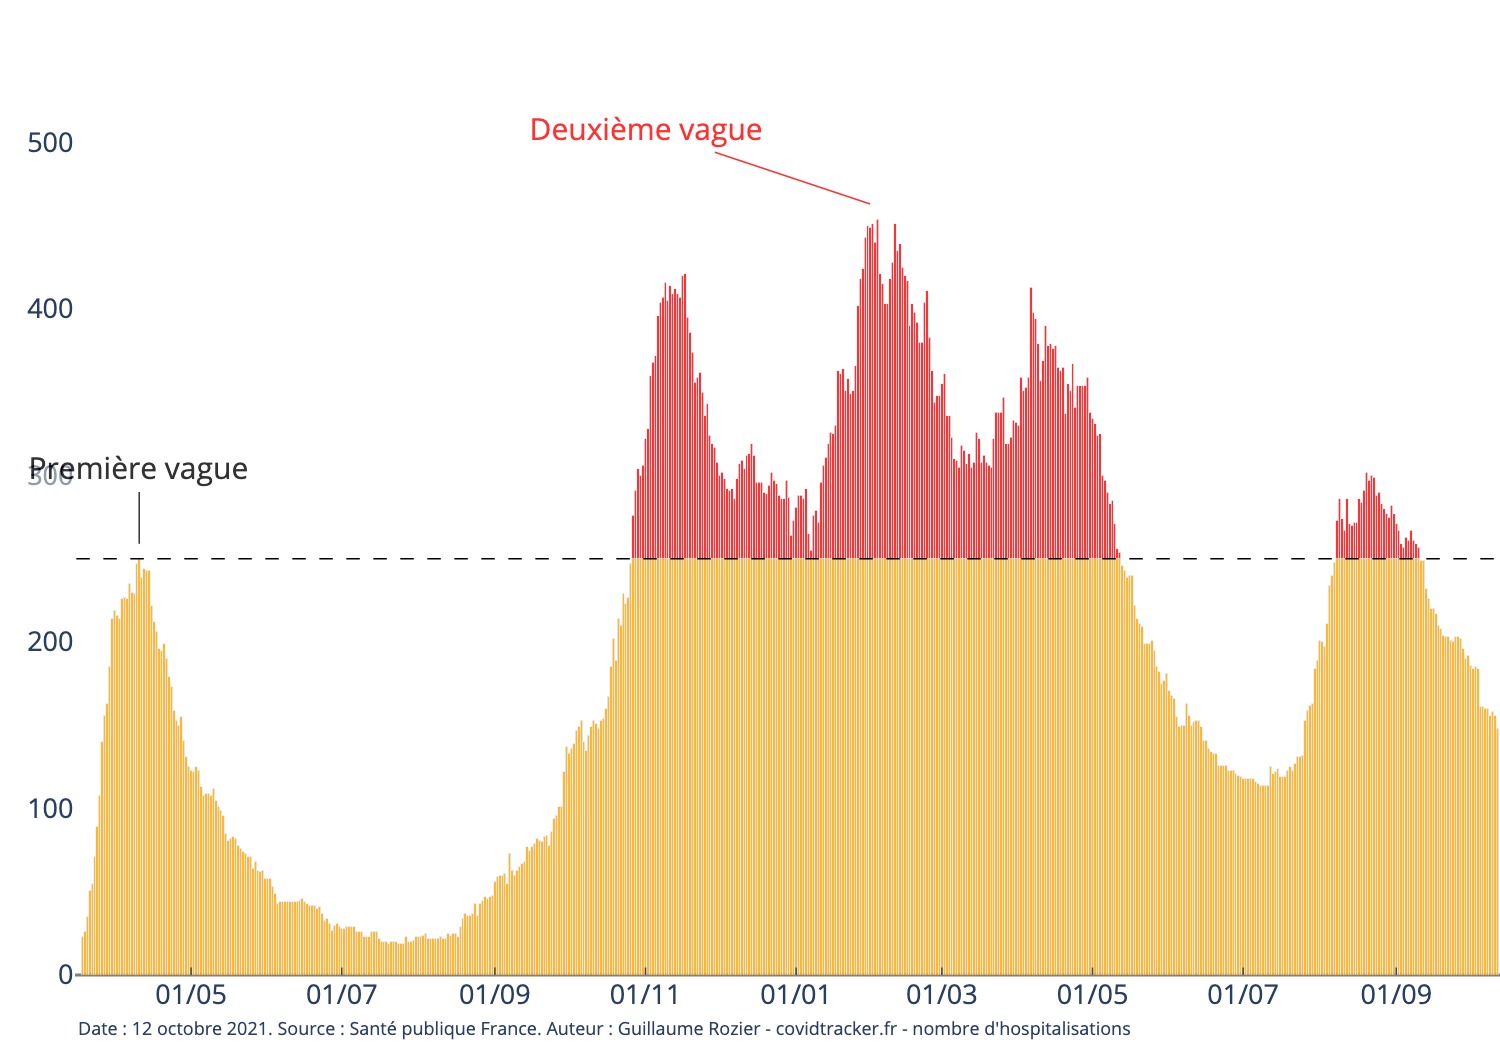 Deuxième vague
500
400
Première vague
300
200
100
0
01/05 01/07 01/09 01/11 01/01 01/03 01/05 01/07 01/09
Date : 12 octobre 2021. Source : Santé publique France. Auteur : Guillaume Rozier - covidtracker.fr - nombre d'hospitalisations